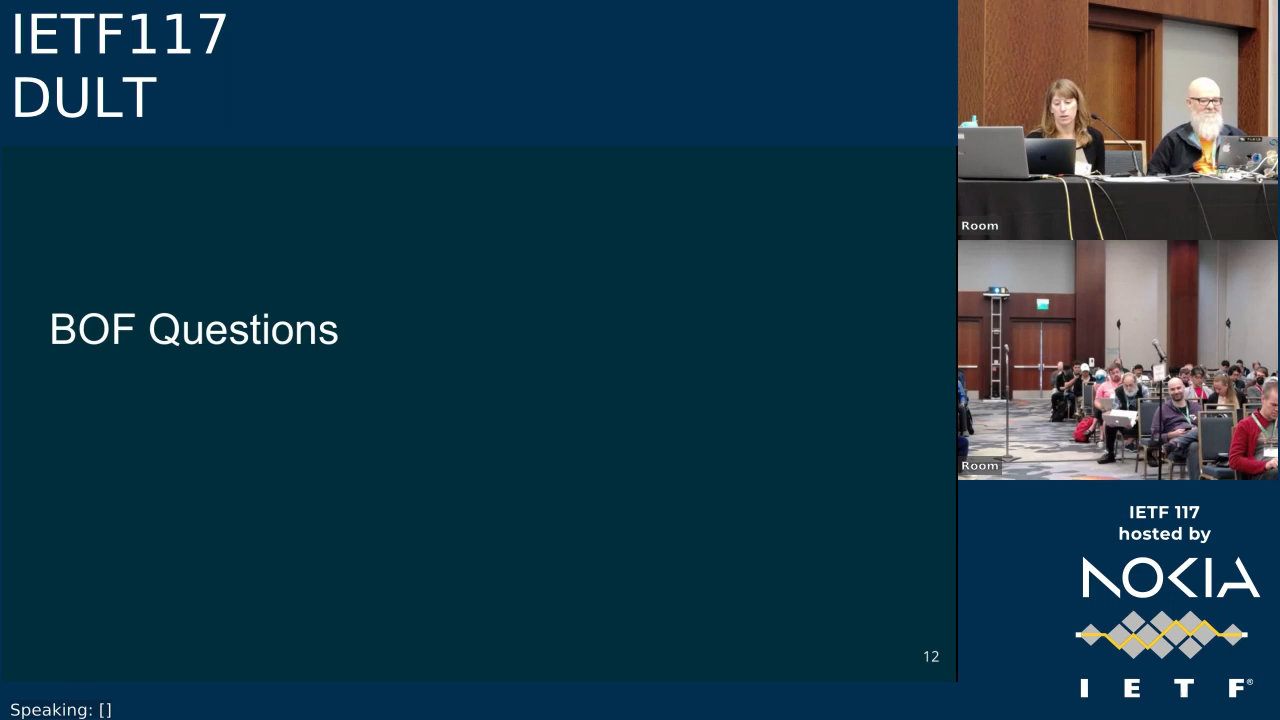 IETF117
DULT
BOF Questions
12
Speaking: []
Room
Room
IETF 117
hosted by
NOKIA
I E T F®